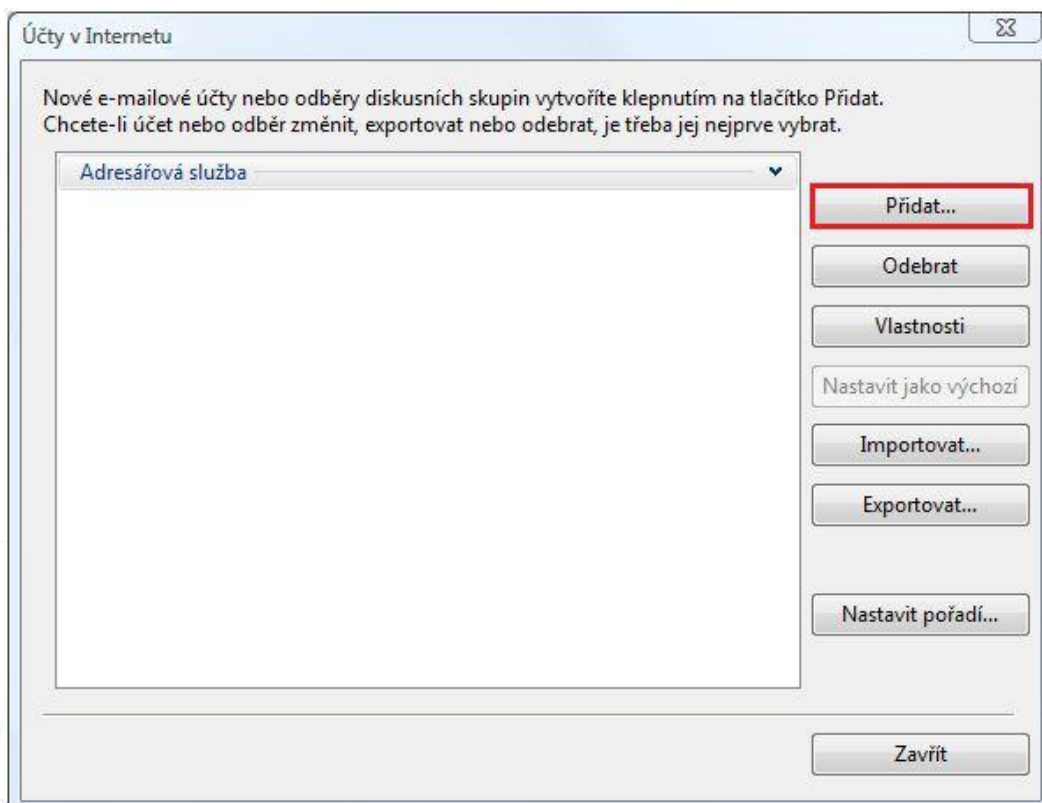 Účty v Internetu
Nové e-mailové účty nebo odběry diskusních skupin vytvoříte klepnutím na tlačítko Přidat.
Chcete-li účet nebo odběr změnit, exportovat nebo odebrat, je třeba jej nejprve vybrat.
Adresářová služba
Přidat...
Odebrat
Vlastnosti
Nastavit jako výchozí
Importovat...
Exportovat...
Nastavit pořadí...
Zavřít